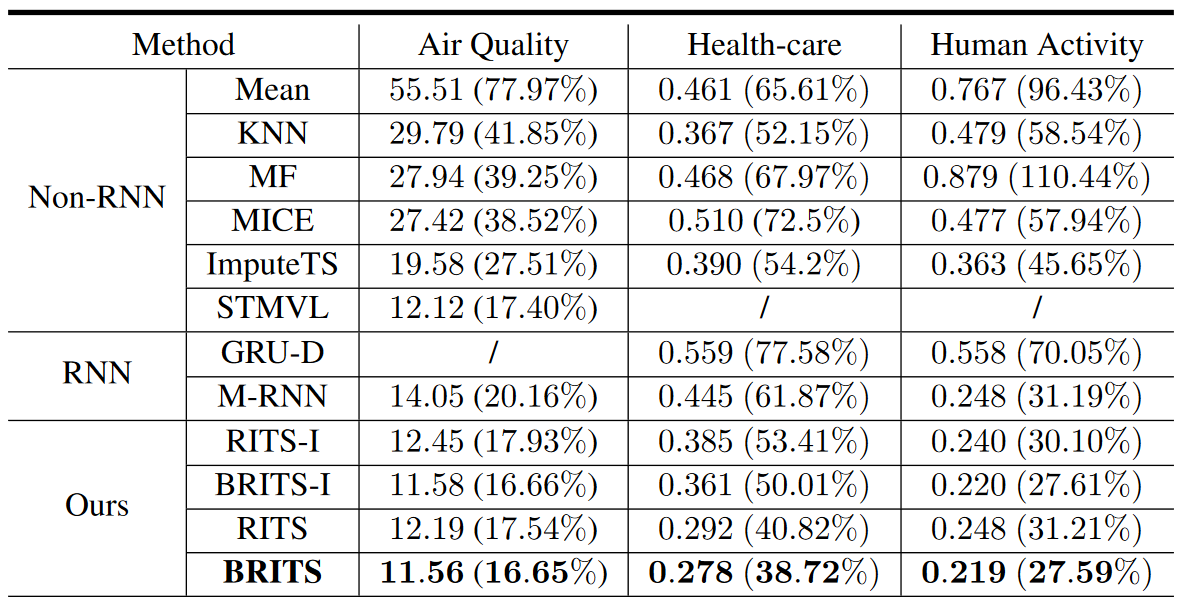 Method Air Quality Health-care Human Activity
Non-RNN Mean 55.51 (77.97%) 0.461 (65.61%) 0.767 (96.43%)
KNN 29.79 (41.85%) 0.367 (52.15%) 0.479 (58.54%)
MF 27.94 (39.25%) 0.468 (67.97%) 0.879 (110.44%)
MICE 27.42 (38.52%) 0.510 (72.5%) 0.477 (57.94%)
ImputeTS 19.58 (27.51%) 0.390 (54.2%) 0.363 (45.65%)
STMVL 12.12 (17.40%) / /
RNN GRU-D / 0.559 (77.58%) 0.558 (70.05%)
M-RNN 14.05 (20.16%) 0.445 (61.87%) 0.248 (31.19%)
Ours RITS-I 12.45 (17.93%) 0.385 (53.41%) 0.240 (30.10%)
BRITS-I 11.58 (16.66%) 0.361 (50.01%) 0.220 (27.61%)
RITS 12.19 (17.54%) 0.292 (40.82%) 0.248 (31.21%)
BRITS 11.56 (16.65%) 0.278 (38.72%) 0.219 (27.59%)